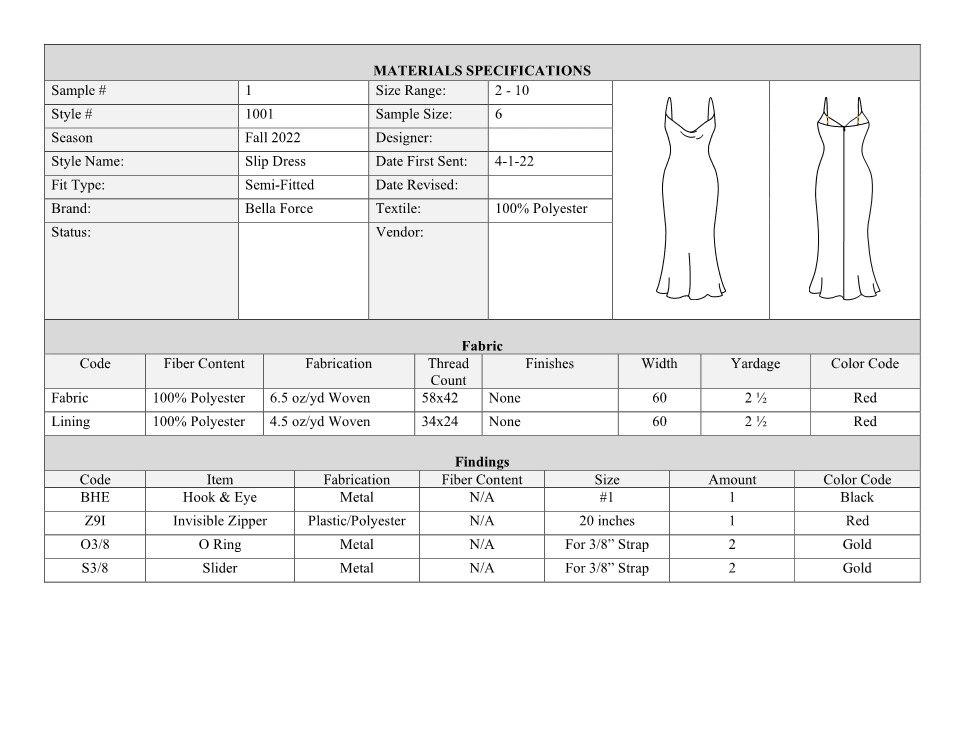 MATERIALS SPECIFICATIONS
Sample # 1 Size Range: 2 - 10
Style # 1001 Sample Size: 6
Season Fall 2022 Designer:
Style Name: Slip Dress Date First Sent: 4-1-22
Fit Type: Semi-Fitted Date Revised:
Brand: Bella Force Textile: 100% Polyester
Status: Vendor:
Fabric
Code Fiber Content Fabrication Thread Count Finishes Width Yardage Color Code
Fabric 100% Polyester 6.5 oz/yd Woven 58x42 None 60 2 ½ Red
Lining 100% Polyester 4.5 oz/yd Woven 34x24 None 60 2 ½ Red
Findings
Code Item Fabrication Fiber Content Size Amount Color Code
BHE Hook & Eye Metal N/A #1 1 Black
Z9I Invisible Zipper Plastic/Polyester N/A 20 inches 1 Red
O3/8 O Ring Metal N/A For 3/8” Strap 2 Gold
S3/8 Slider Metal N/A For 3/8” Strap 2 Gold